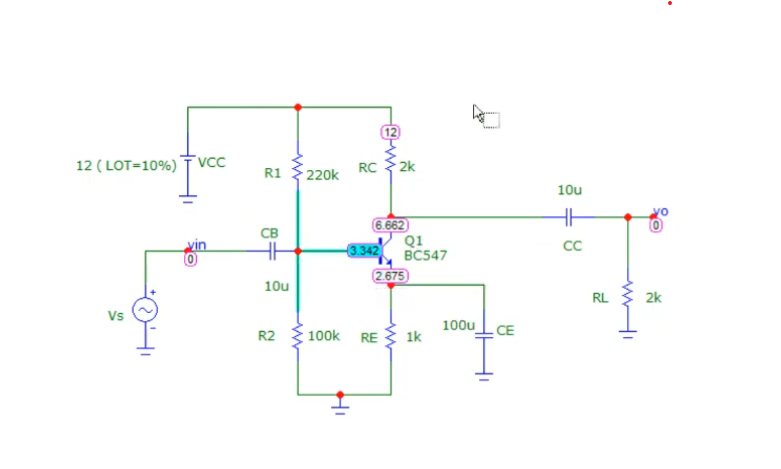 12
12 ( LOT=10%)
VCC
R1
220k
RC
2k
10u
6.662
vo
0
CB
Q1
vin
3.342
BC547
CC
0
2.675
10u
RL
2k
Vs
+
-
100u
CE
R2
100k
RE
1k